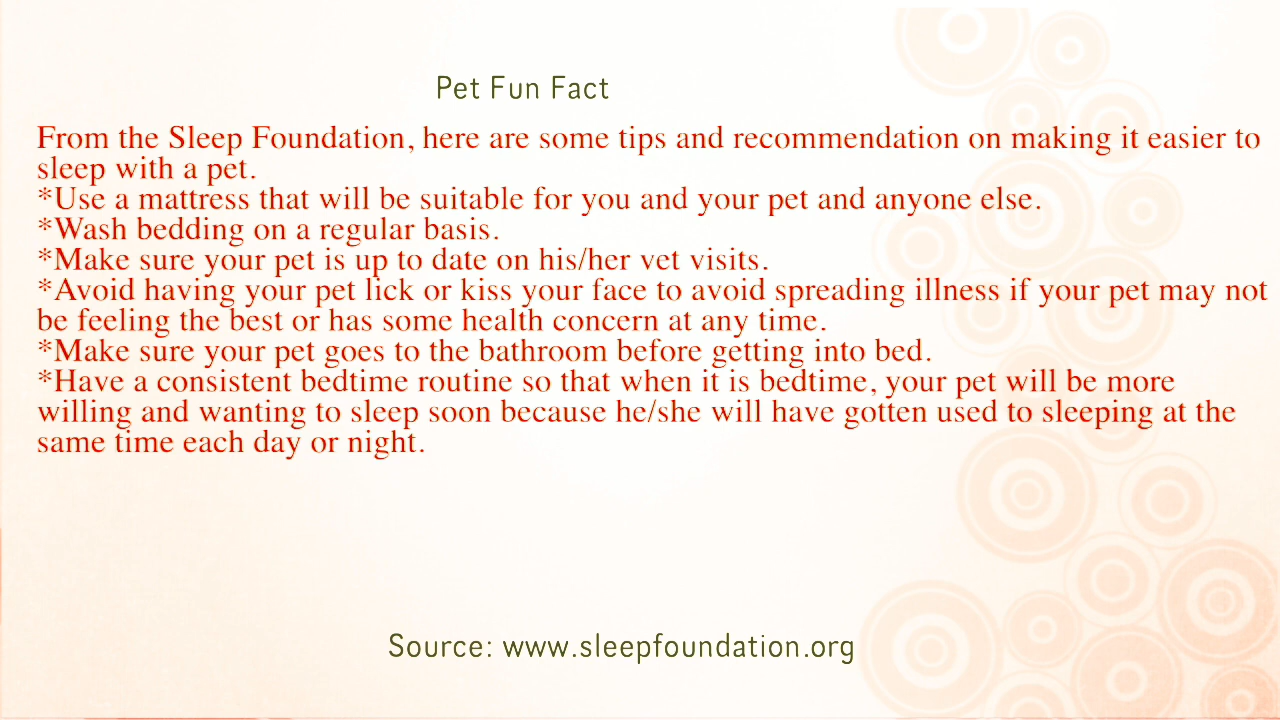 Pet Fun Fact
From the Sleep Foundation, here are some tips and recommendation on making it easier to
sleep with a pet.
*Use a mattress that will be suitable for you and your pet and anyone else.
*Wash bedding on a regular basis.
*Make sure your pet is up to date on his/her vet visits.
*Avoid having your pet lick or kiss your face to avoid spreading illness if your pet may not
be feeling the best or has some health concern at any time.
*Make sure your pet goes to the bathroom before getting into bed.
*Have a consistent bedtime routine so that when it is bedtime, your pet will be more
willing and wanting to sleep soon because he/she will have gotten used to sleeping at the
same time each day or night.
Source: www.sleepfoundation.org